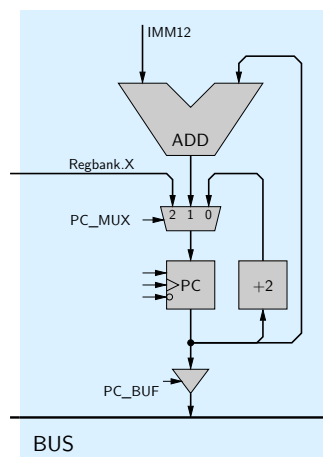 IMM12
ADD
Regbank.X
2 1 0
PC_MUX
PC
+2
PC_BUF
BUS